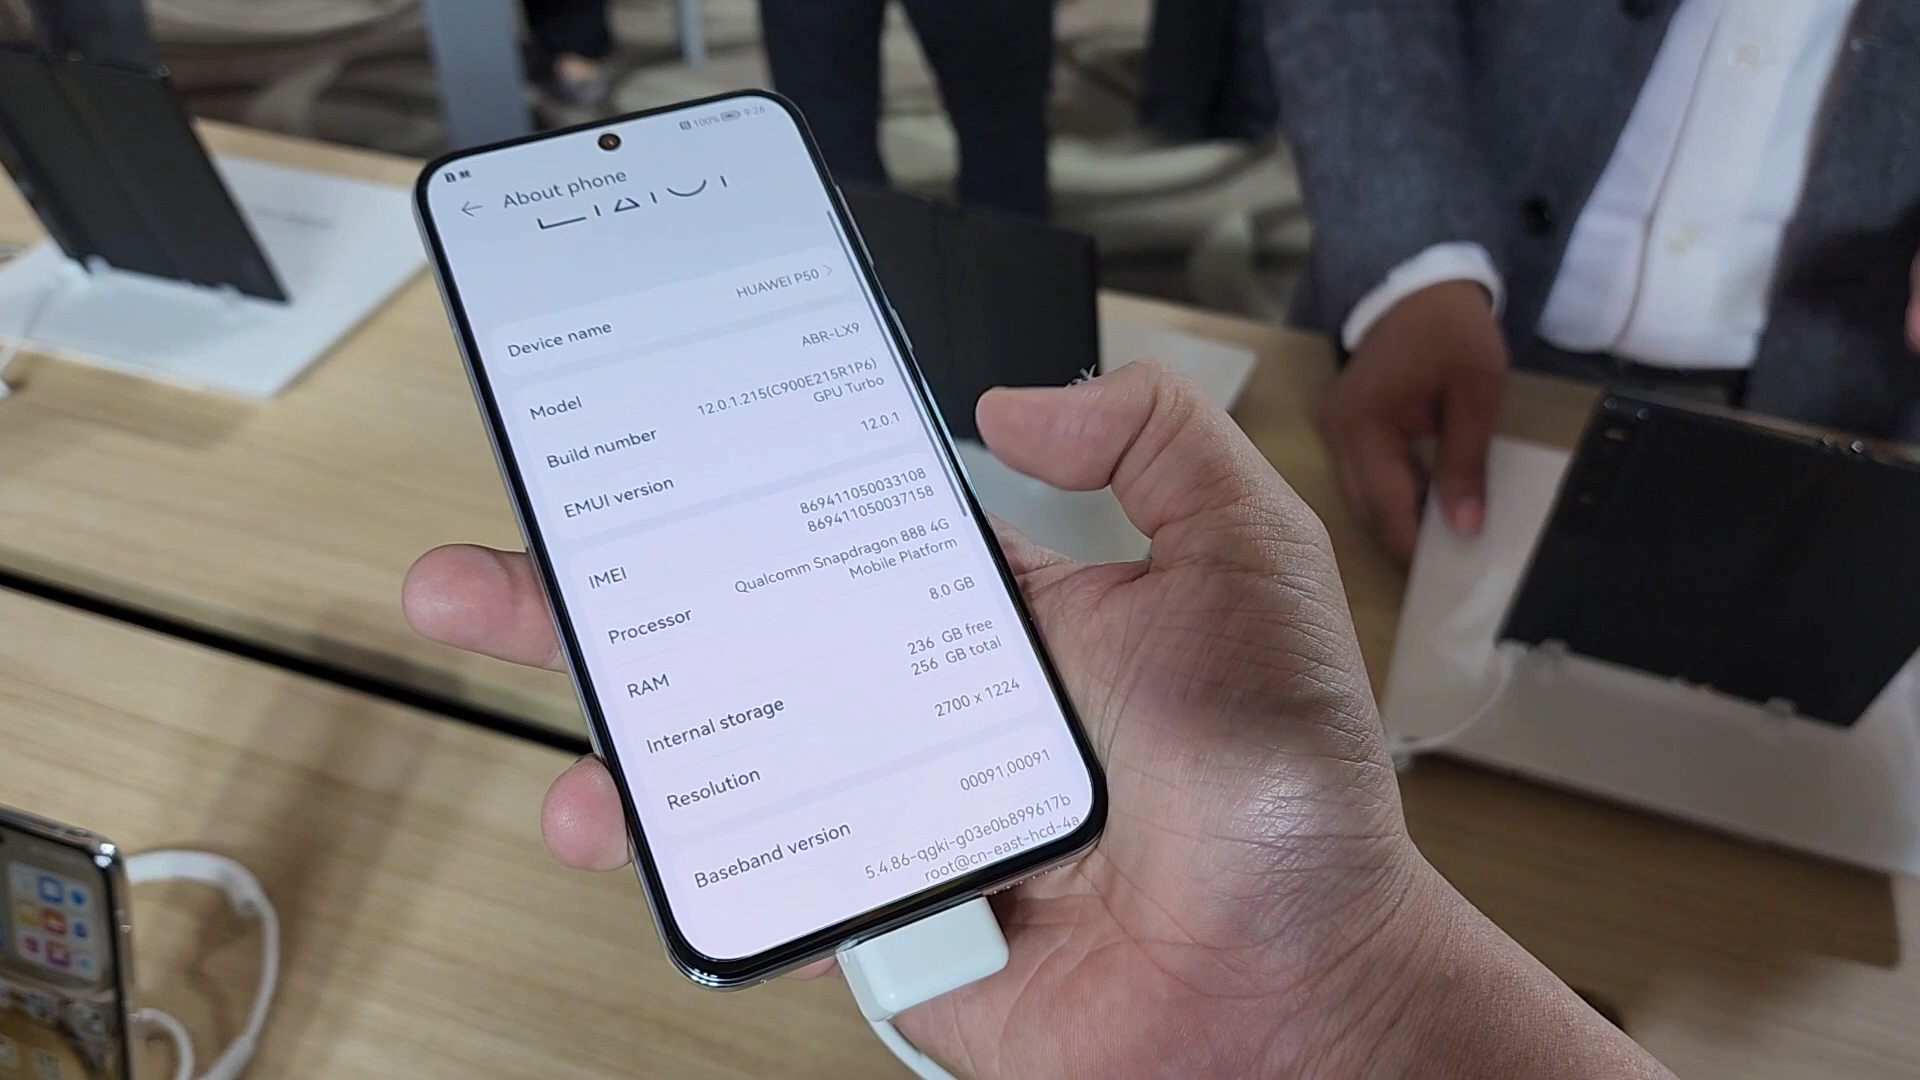 100% 9:26
About phone
Device name HUAWEI P50
Model ABR-LX9
Build number 12.0.1.215(C900E215R1P6)
GPU Turbo
EMUI version 12.0.1
IMEI 869411050033108
869411050037158
Processor Qualcomm Snapdragon 888 4G
Mobile Platform
RAM 8.0 GB
Internal storage 236 GB free
256 GB total
Resolution 2700 x 1224
Baseband version 00091,00091
5.4.86-qgki-g03e0b899617b
root@cn-east-hcd-4a